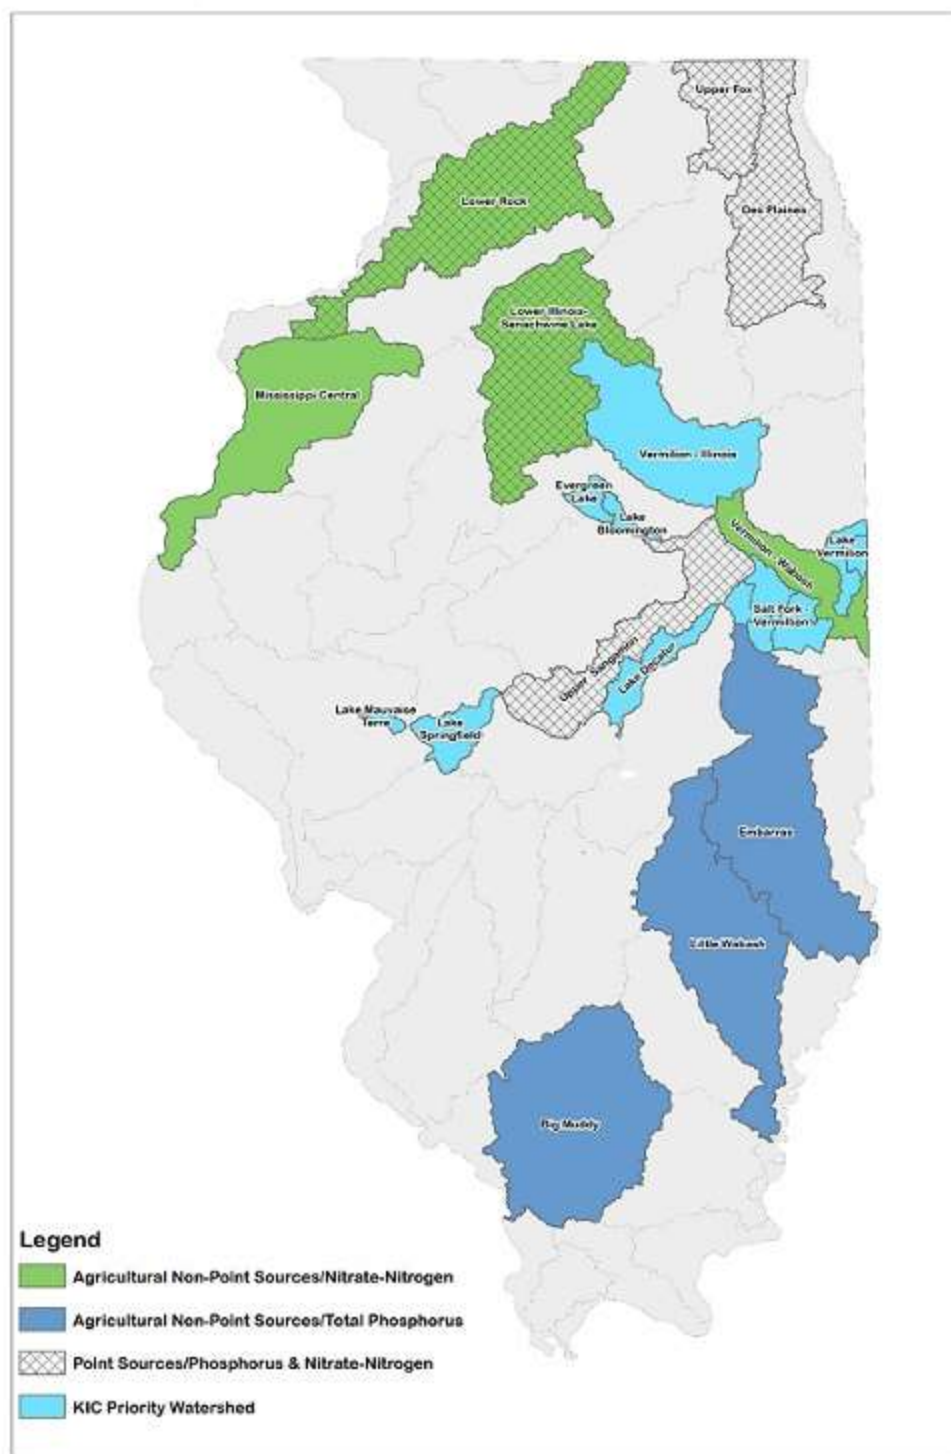 Upper Fox
Lower Rock
Des Plaines
Lower Illinois-
Senachwine Lake
Mississippi Central
Vermilion - Illinois
Evergreen
Lake
Lake
Bloomington
Vermilion - Wabash
Lake
Vermilion
Salt Fork
Vermilion
Upper Sangamon
Lake Decatur
Lake Mauvaise
Terre
Lake
Springfield
Embarras
Little Wabash
Big Muddy
Legend
Agricultural Non-Point Sources/Nitrate-Nitrogen
Agricultural Non-Point Sources/Total Phosphorus
Point Sources/Phosphorus & Nitrate-Nitrogen
KIC Priority Watershed